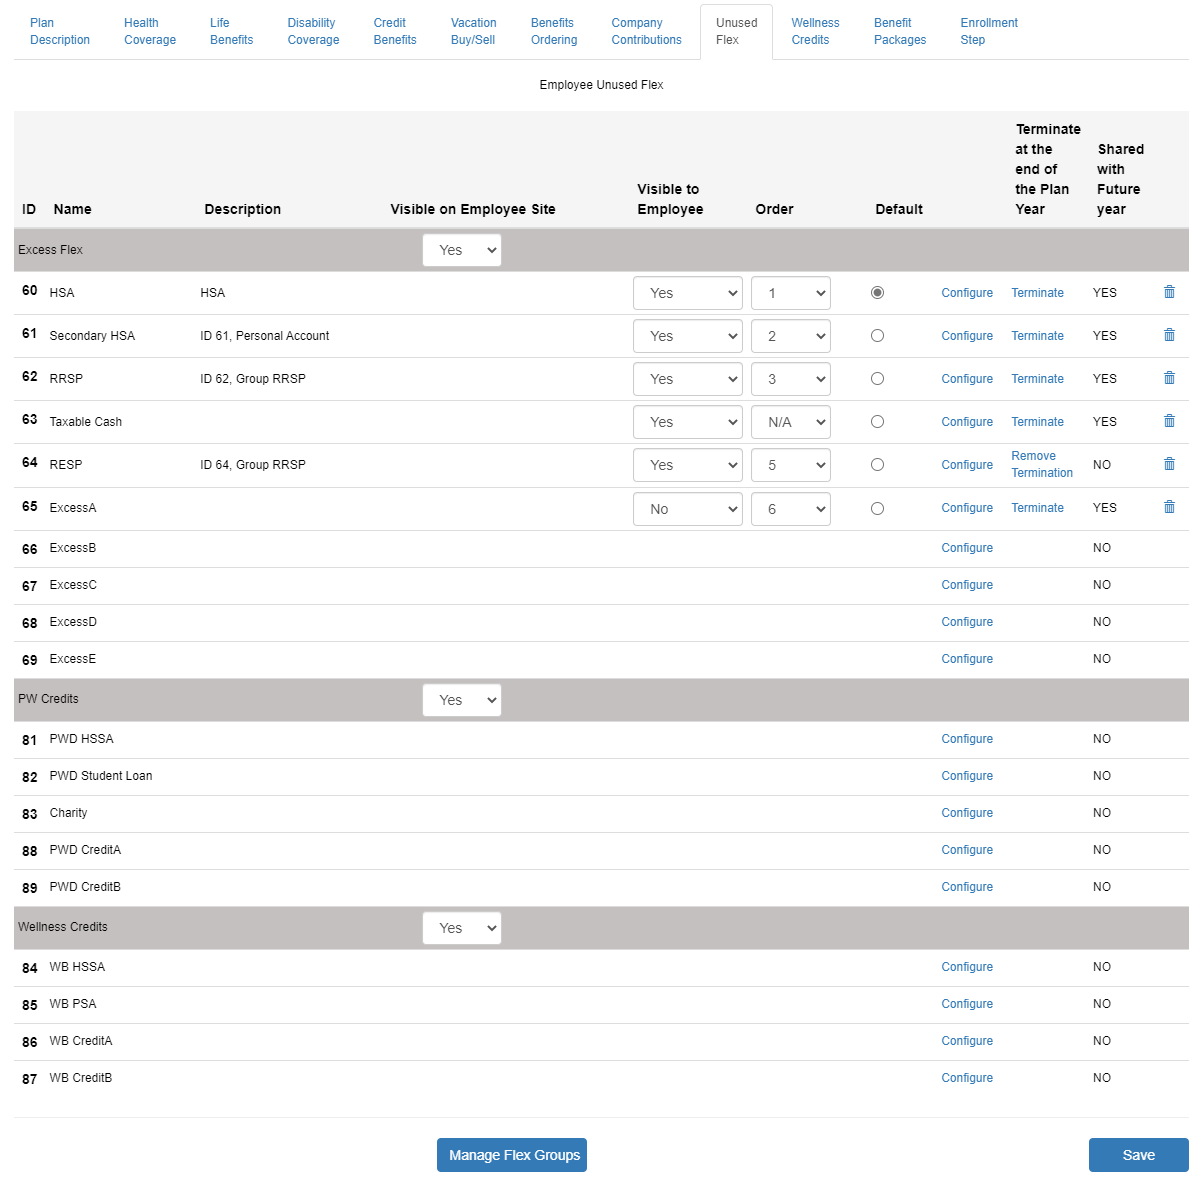 Plan Description
Health Coverage
Life Benefits
Disability Coverage
Credit Benefits
Vacation Buy/Sell
Benefits Ordering
Company Contributions
Unused Flex
Wellness Credits
Benefit Packages
Enrollment Step
Employee Unused Flex
ID Name Description Visible on Employee Site Visible to Employee Order Default Terminate at the end of the Plan Year Shared with Future year
Excess Flex Yes
60 HSA HSA Yes 1 Configure Terminate YES
61 Secondary HSA ID 61, Personal Account Yes 2 Configure Terminate YES
62 RRSP ID 62, Group RRSP Yes 3 Configure Terminate YES
63 Taxable Cash Yes N/A Configure Terminate YES
64 RESP ID 64, Group RRSP Yes 5 Configure Remove Termination NO
65 ExcessA No 6 Configure Terminate YES
66 ExcessB Configure NO
67 ExcessC Configure NO
68 ExcessD Configure NO
69 ExcessE Configure NO
PW Credits Yes
81 PWD HSSA Configure NO
82 PWD Student Loan Configure NO
83 Charity Configure NO
88 PWD CreditA Configure NO
89 PWD CreditB Configure NO
Wellness Credits Yes
84 WB HSSA Configure NO
85 WB PSA Configure NO
86 WB CreditA Configure NO
87 WB CreditB Configure NO
Manage Flex Groups Save